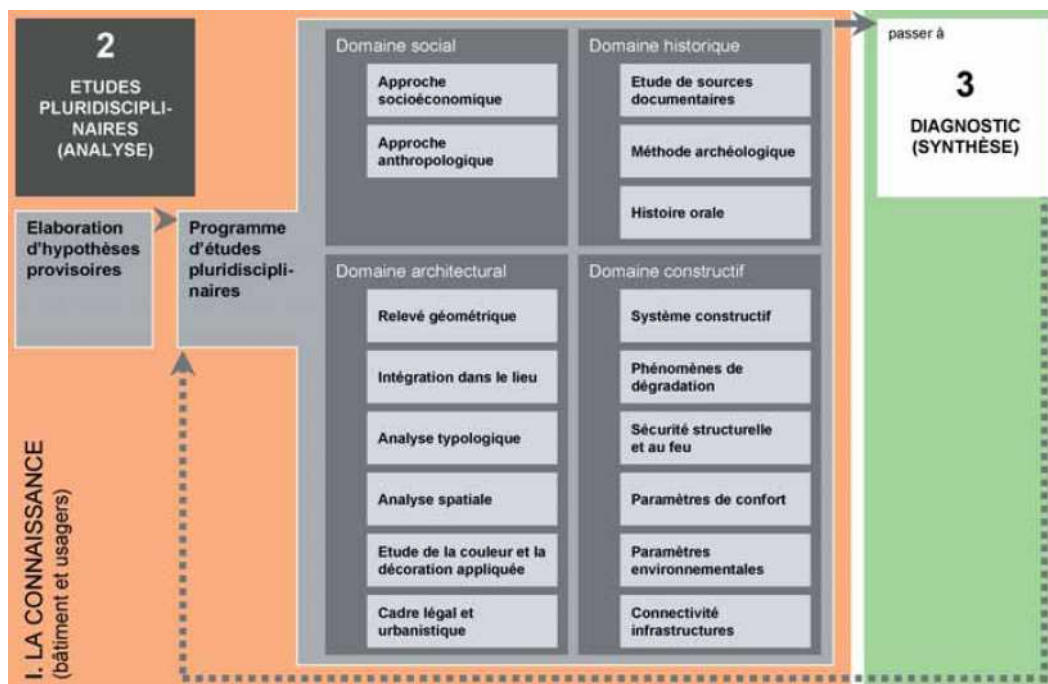 2
ETUDES
PLURIDISCIPLI-
NAIRES
(ANALYSE)
Elaboration
d'hypothèses
provisoires
Programme
d'études
pluridiscipli-
naires
Domaine social
Approche
socioéconomique
Approche
anthropologique
Domaine historique
Etude de sources
documentaires
Méthode archéologique
Histoire orale
Domaine architectural
Relevé géométrique
Intégration dans le lieu
Analyse typologique
Analyse spatiale
Etude de la couleur et la
décoration appliquée
Cadre légal et
urbanistique
Domaine constructif
Système constructif
Phénomènes de
dégradation
Sécurité structurelle
et au feu
Paramètres de confort
Paramètres
environnementales
Connectivité
infrastructures
passer à
3
DIAGNOSTIC
(SYNTHÈSE)
I. LA CONNAISSANCE
(bâtiment et usagers)